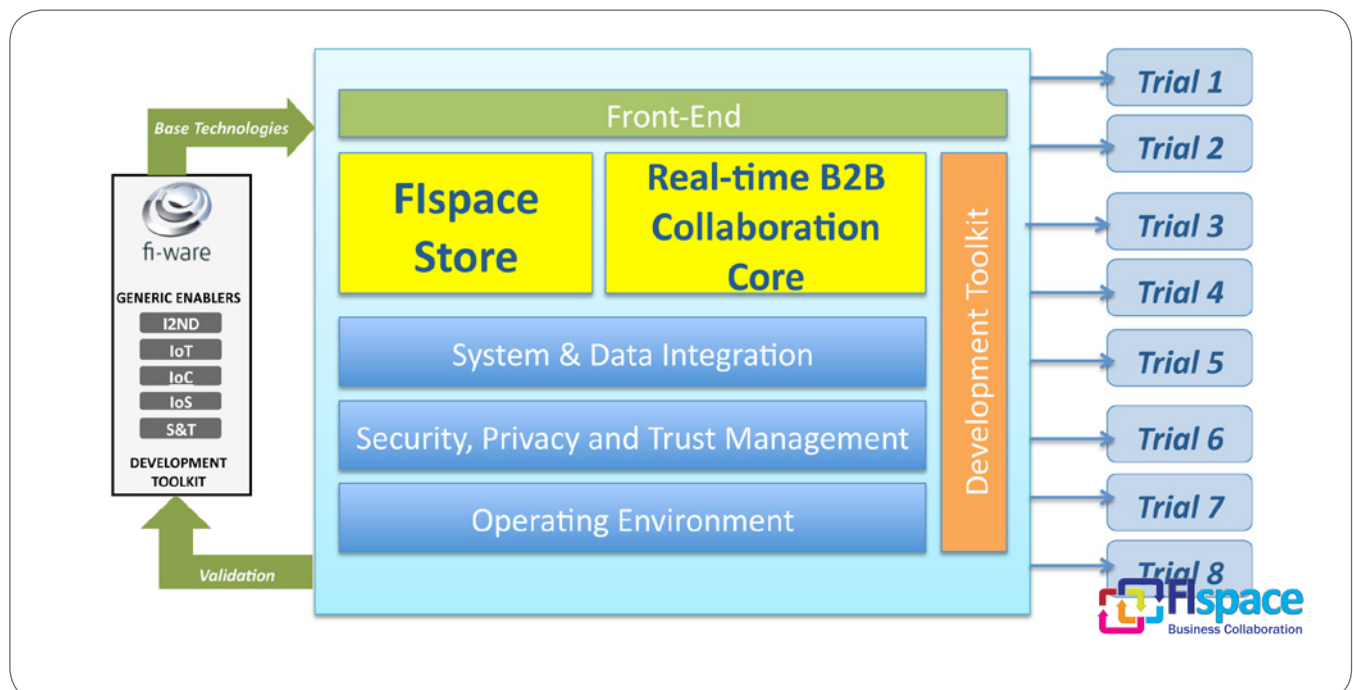 Base Technologies
fi-ware
GENERIC ENABLERS
I2ND
IoT
IoC
IoS
S&T
DEVELOPMENT
TOOLKIT
Validation
Front-End
FIspace
Store
Real-time B2B
Collaboration
Core
System & Data Integration
Security, Privacy and Trust Management
Operating Environment
Development Toolkit
Trial 1
Trial 2
Trial 3
Trial 4
Trial 5
Trial 6
Trial 7
Trial 8
FIspace
Business Collaboration